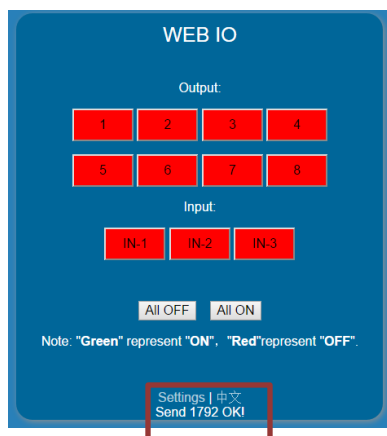 WEB IO
Output:
1 2 3 4
5 6 7 8
Input:
IN-1 IN-2 IN-3
All OFF All ON
Note: "Green" represent "ON"， "Red"represent "OFF".
Settings | 中文
Send 1792 OK!